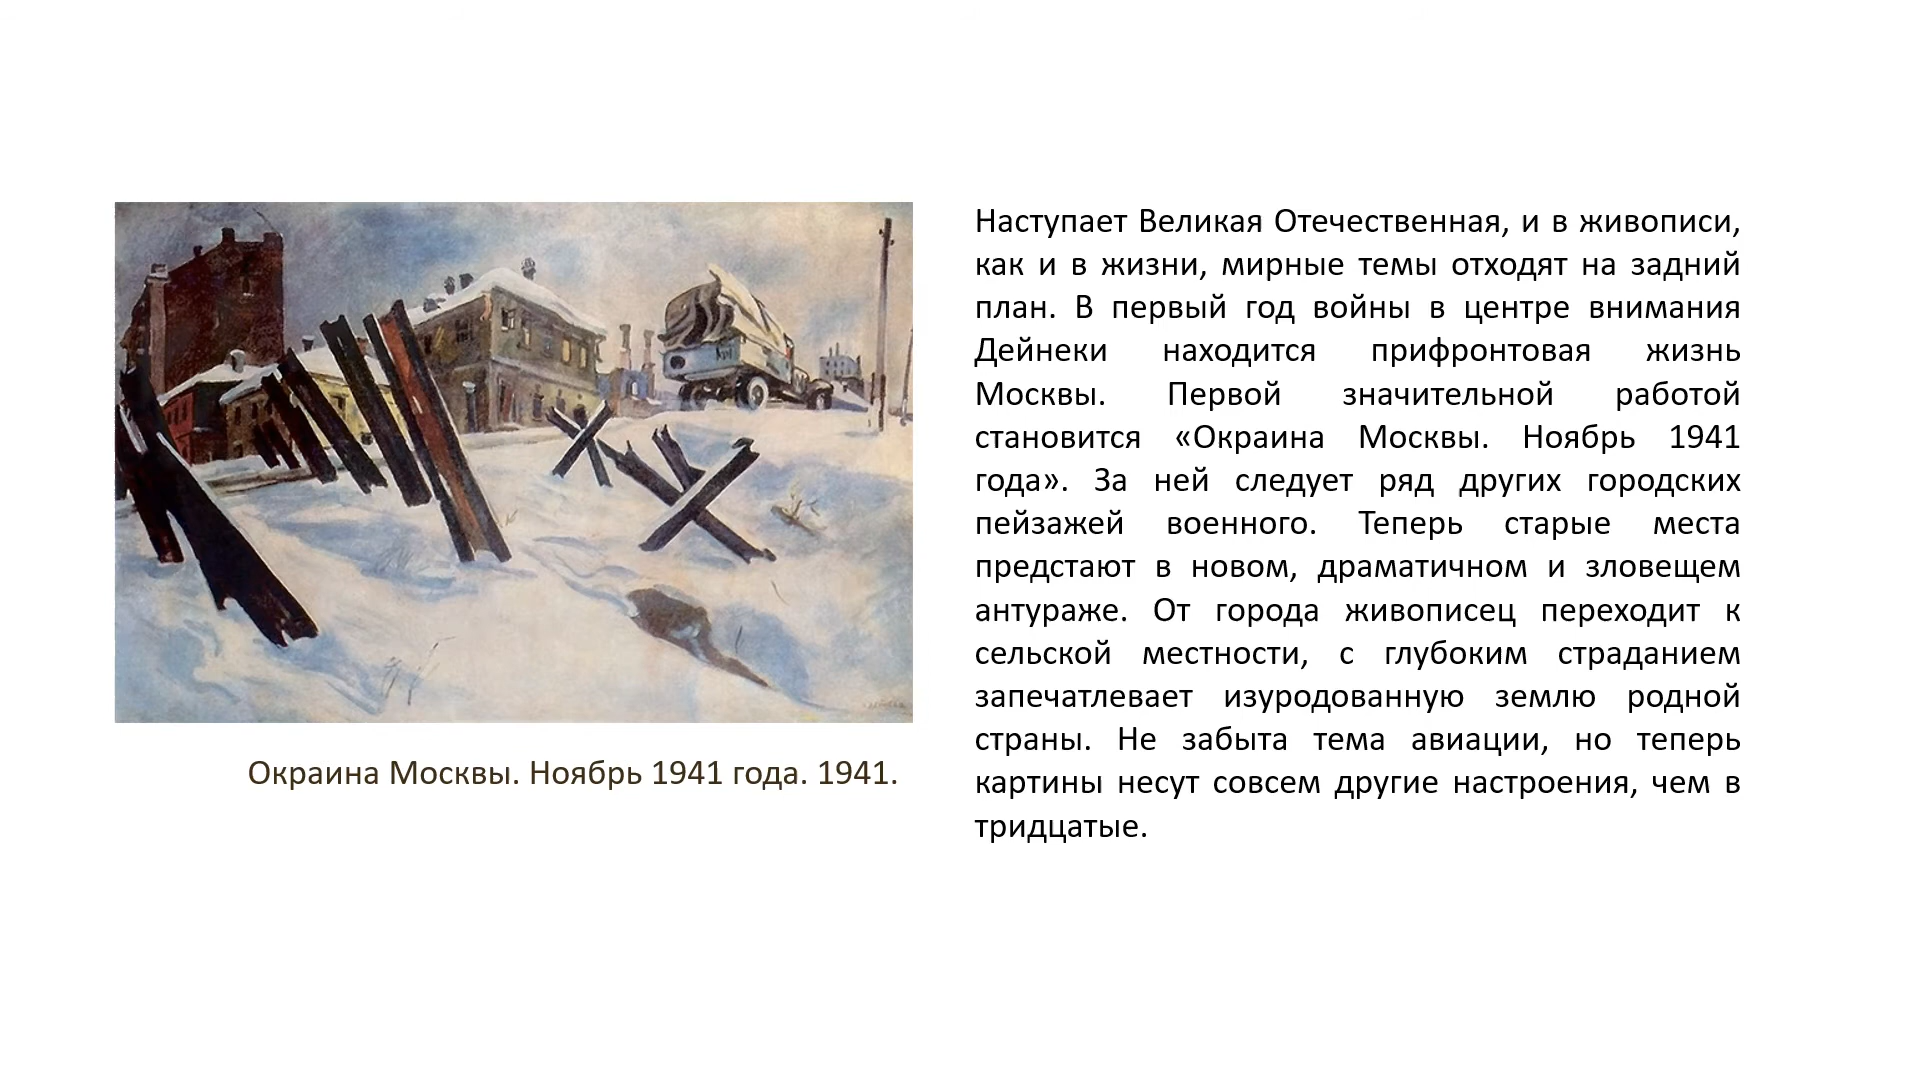 Наступает Великая Отечественная, и в живописи,
как и в жизни, мирные темы отходят на задний
план. В первый год войны в центре внимания
Дейнеки находится прифронтовая жизнь
Москвы. Первой значительной работой
становится «Окраина Москвы. Ноябрь 1941
года». За ней следует ряд других городских
пейзажей военного. Теперь старые места
предстают в новом, драматичном и зловещем
антураже. От города живописец переходит к
сельской местности, с глубоким страданием
запечатлевает изуродованную землю родной
страны. Не забыта тема авиации, но теперь
картины несут совсем другие настроения, чем в
тридцатые.
Окраина Москвы. Ноябрь 1941 года. 1941.